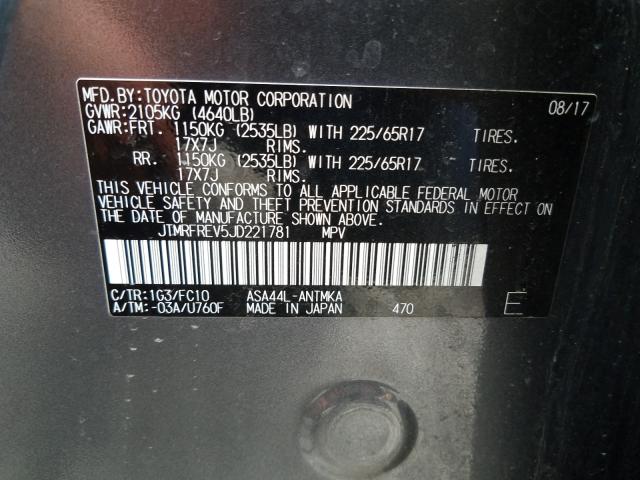 MFD.BY:TOYOTA MOTOR CORPORATION 08/17
GVWR:2105KG (4640LB)
GAWR:FRT. 1150KG (2535LB) WITH 225/65R17 TIRES.
17X7J RIMS.
RR. 1150KG (2535LB) WITH 225/65R17 TIRES.
17X7J RIMS.
THIS VEHICLE CONFORMS TO ALL APPLICABLE FEDERAL MOTOR
VEHICLE SAFETY AND THEFT PREVENTION STANDARDS IN EFFECT ON
THE DATE OF MANUFACTURE SHOWN ABOVE.
JTMRFREV5JD221781 MPV
C/TR:1G3/FC10 ASA44L-ANTMKA
A/TM:-03A/U760F MADE IN JAPAN 470 E